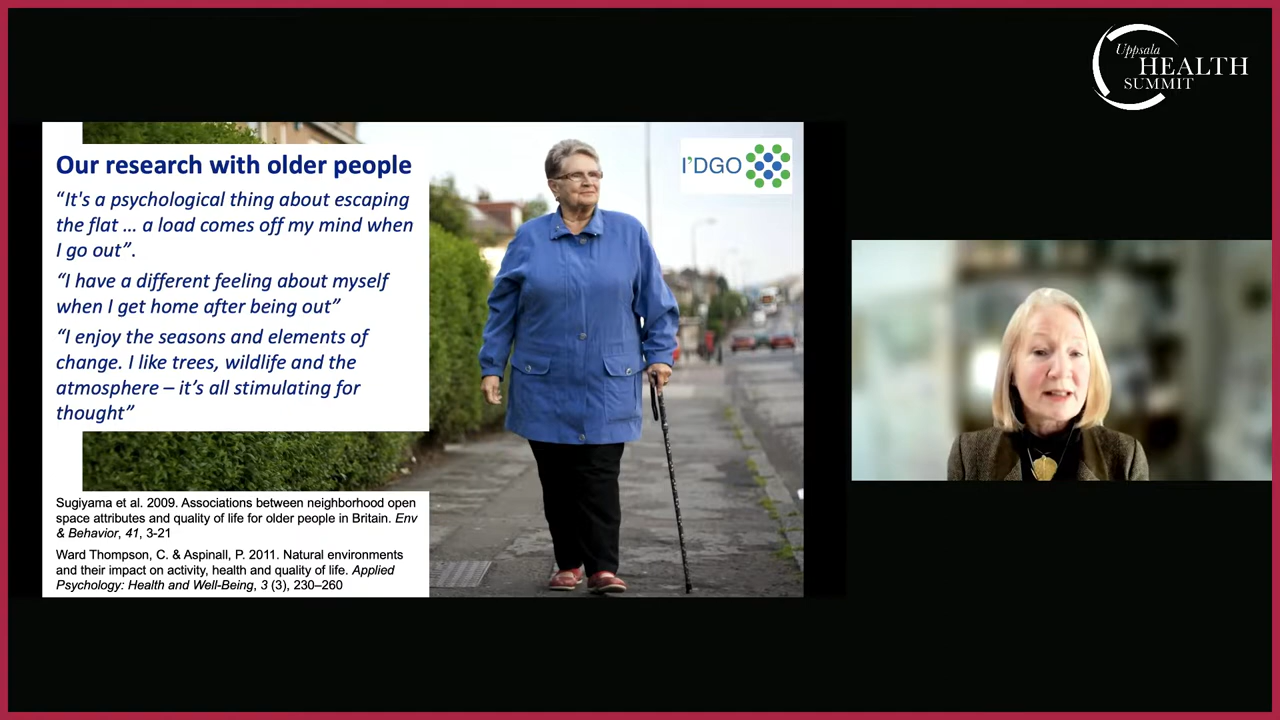 Uppsala
HEALTH
SUMMIT
Our research with older people
“It's a psychological thing about escaping
the flat … a load comes off my mind when
I go out”.
“I have a different feeling about myself
when I get home after being out”
“I enjoy the seasons and elements of
change. I like trees, wildlife and the
atmosphere – it’s all stimulating for
thought”
I’DGO
Sugiyama et al. 2009. Associations between neighborhood open
space attributes and quality of life for older people in Britain. Env
& Behavior, 41, 3-21
Ward Thompson, C. & Aspinall, P. 2011. Natural environments
and their impact on activity, health and quality of life. Applied
Psychology: Health and Well-Being, 3 (3), 230–260